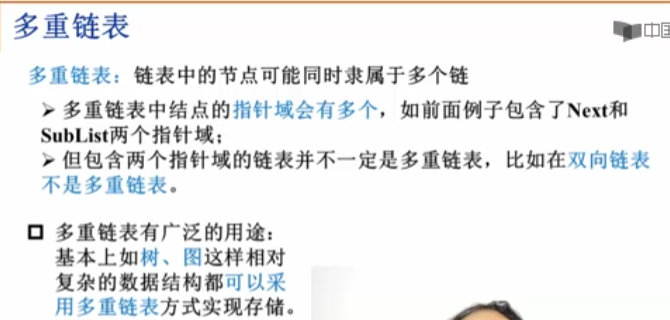 多重链表
中国
多重链表：链表中的节点可能同时隶属于多个链
➢ 多重链表中结点的指针域会有多个，如前面例子包含了Next和
SubList两个指针域；
➢ 但包含两个指针域的链表并不一定是多重链表，比如在双向链表
不是多重链表。
多重链表有广泛的用途：
基本上如树、图这样相对
复杂的数据结构都可以采
用多重链表方式实现存储。